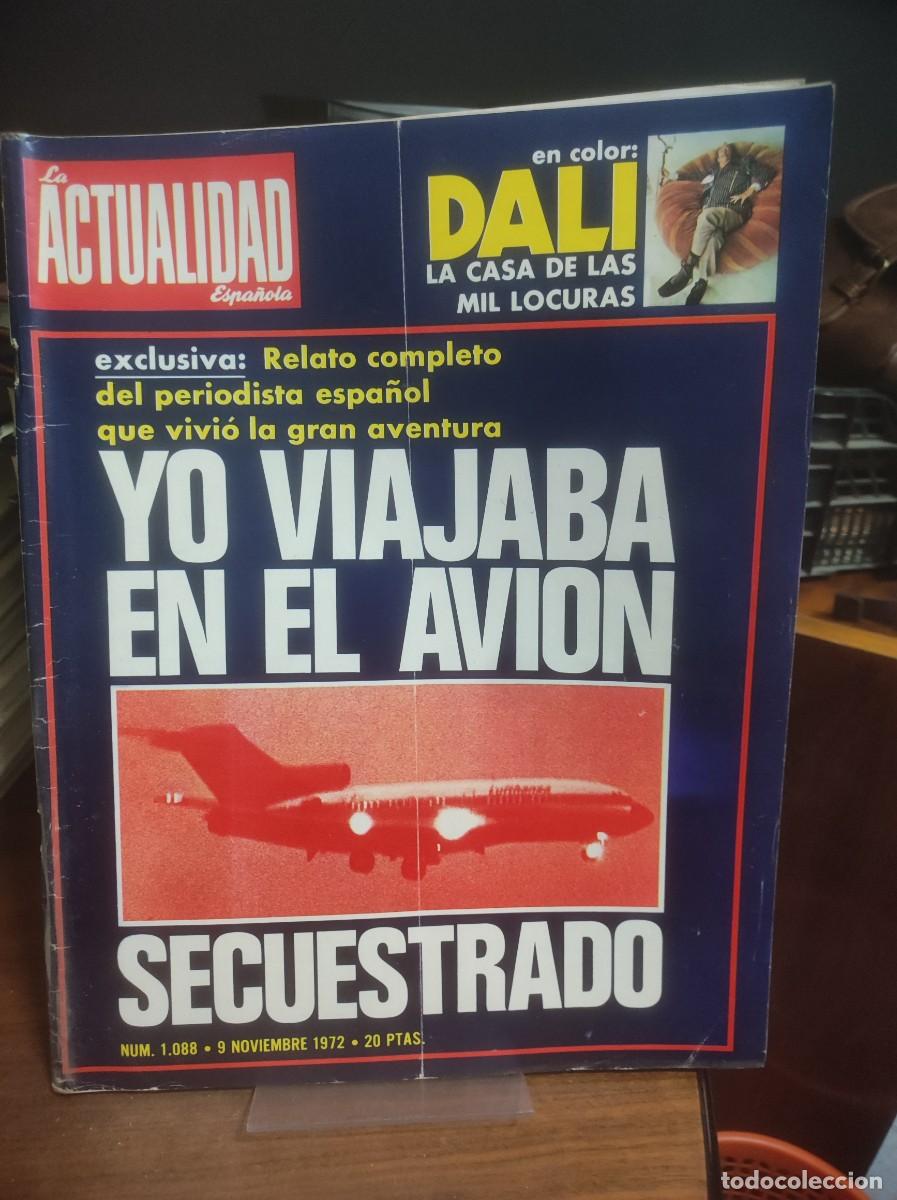 La
ACTUALIDAD
Española
en color:
DALI
LA CASA DE LAS
MIL LOCURAS
exclusiva: Relato completo
del periodista español
que vivió la gran aventura
YO VIAJABA
EN EL AVION
Lufthansa
SECUESTRADO
NUM. 1.088 • 9 NOVIEMBRE 1972 • 20 PTAS.
todocoleccion